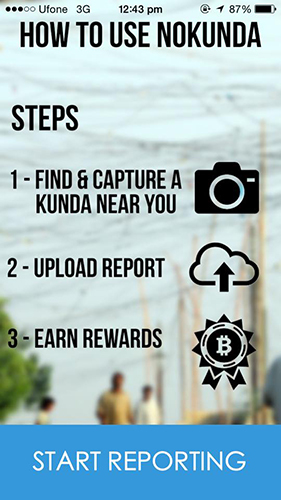 Ufone 3G 12:43 pm 87%
HOW TO USE NOKUNDA
STEPS
1 - FIND & CAPTURE A
KUNDA NEAR YOU
2 - UPLOAD REPORT
3 - EARN REWARDS
START REPORTING